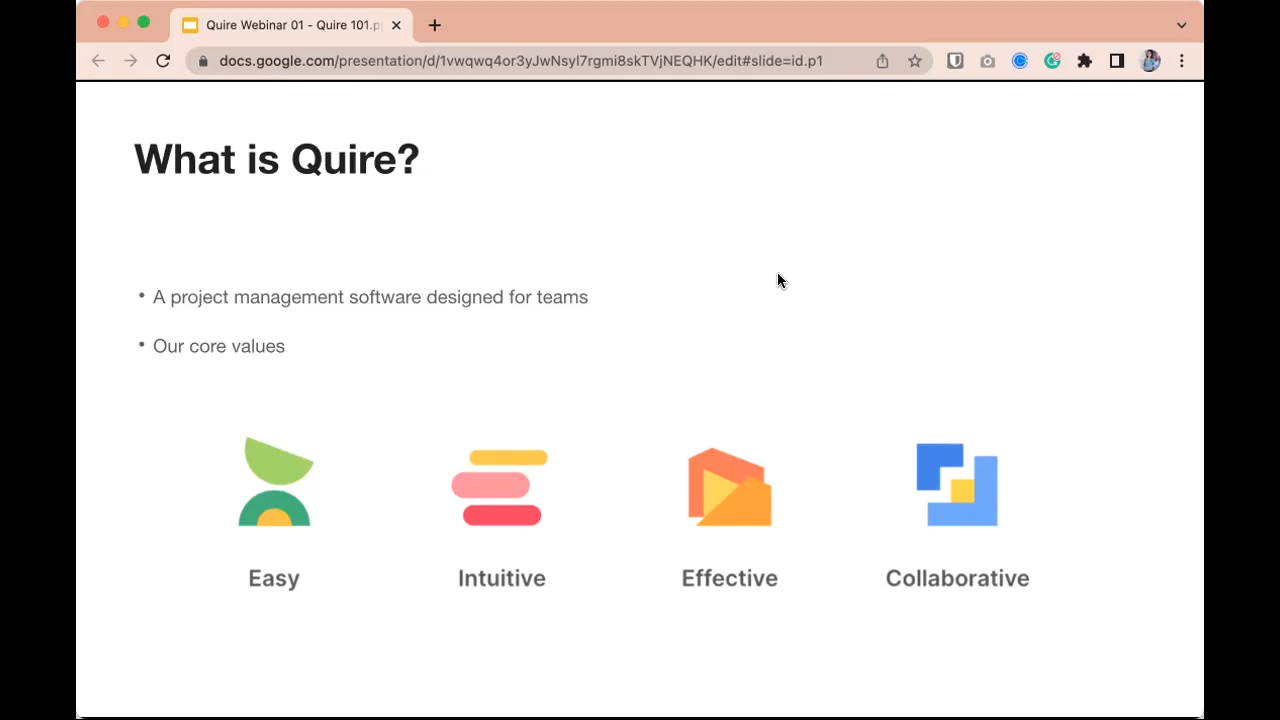 Quire Webinar 01 - Quire 101.p
docs.google.com/presentation/d/1vwqwq4or3yJwNsyl7rgmi8skTVjNEQHK/edit#slide=id.p1
What is Quire?
• A project management software designed for teams
• Our core values
Easy
Intuitive
Effective
Collaborative